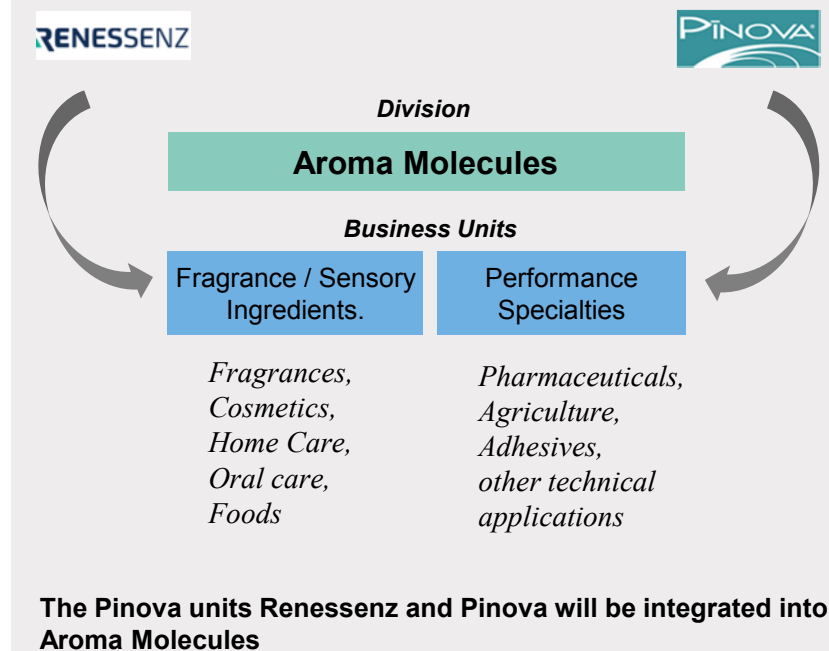 RENESSENZ
PINOVA
Division
Aroma Molecules
Business Units
Fragrance / Sensory
Ingredients.
Performance
Specialties
Fragrances,
Cosmetics,
Home Care,
Oral care,
Foods
Pharmaceuticals,
Agriculture,
Adhesives,
other technical
applications
The Pinova units Renessenz and Pinova will be integrated into
Aroma Molecules